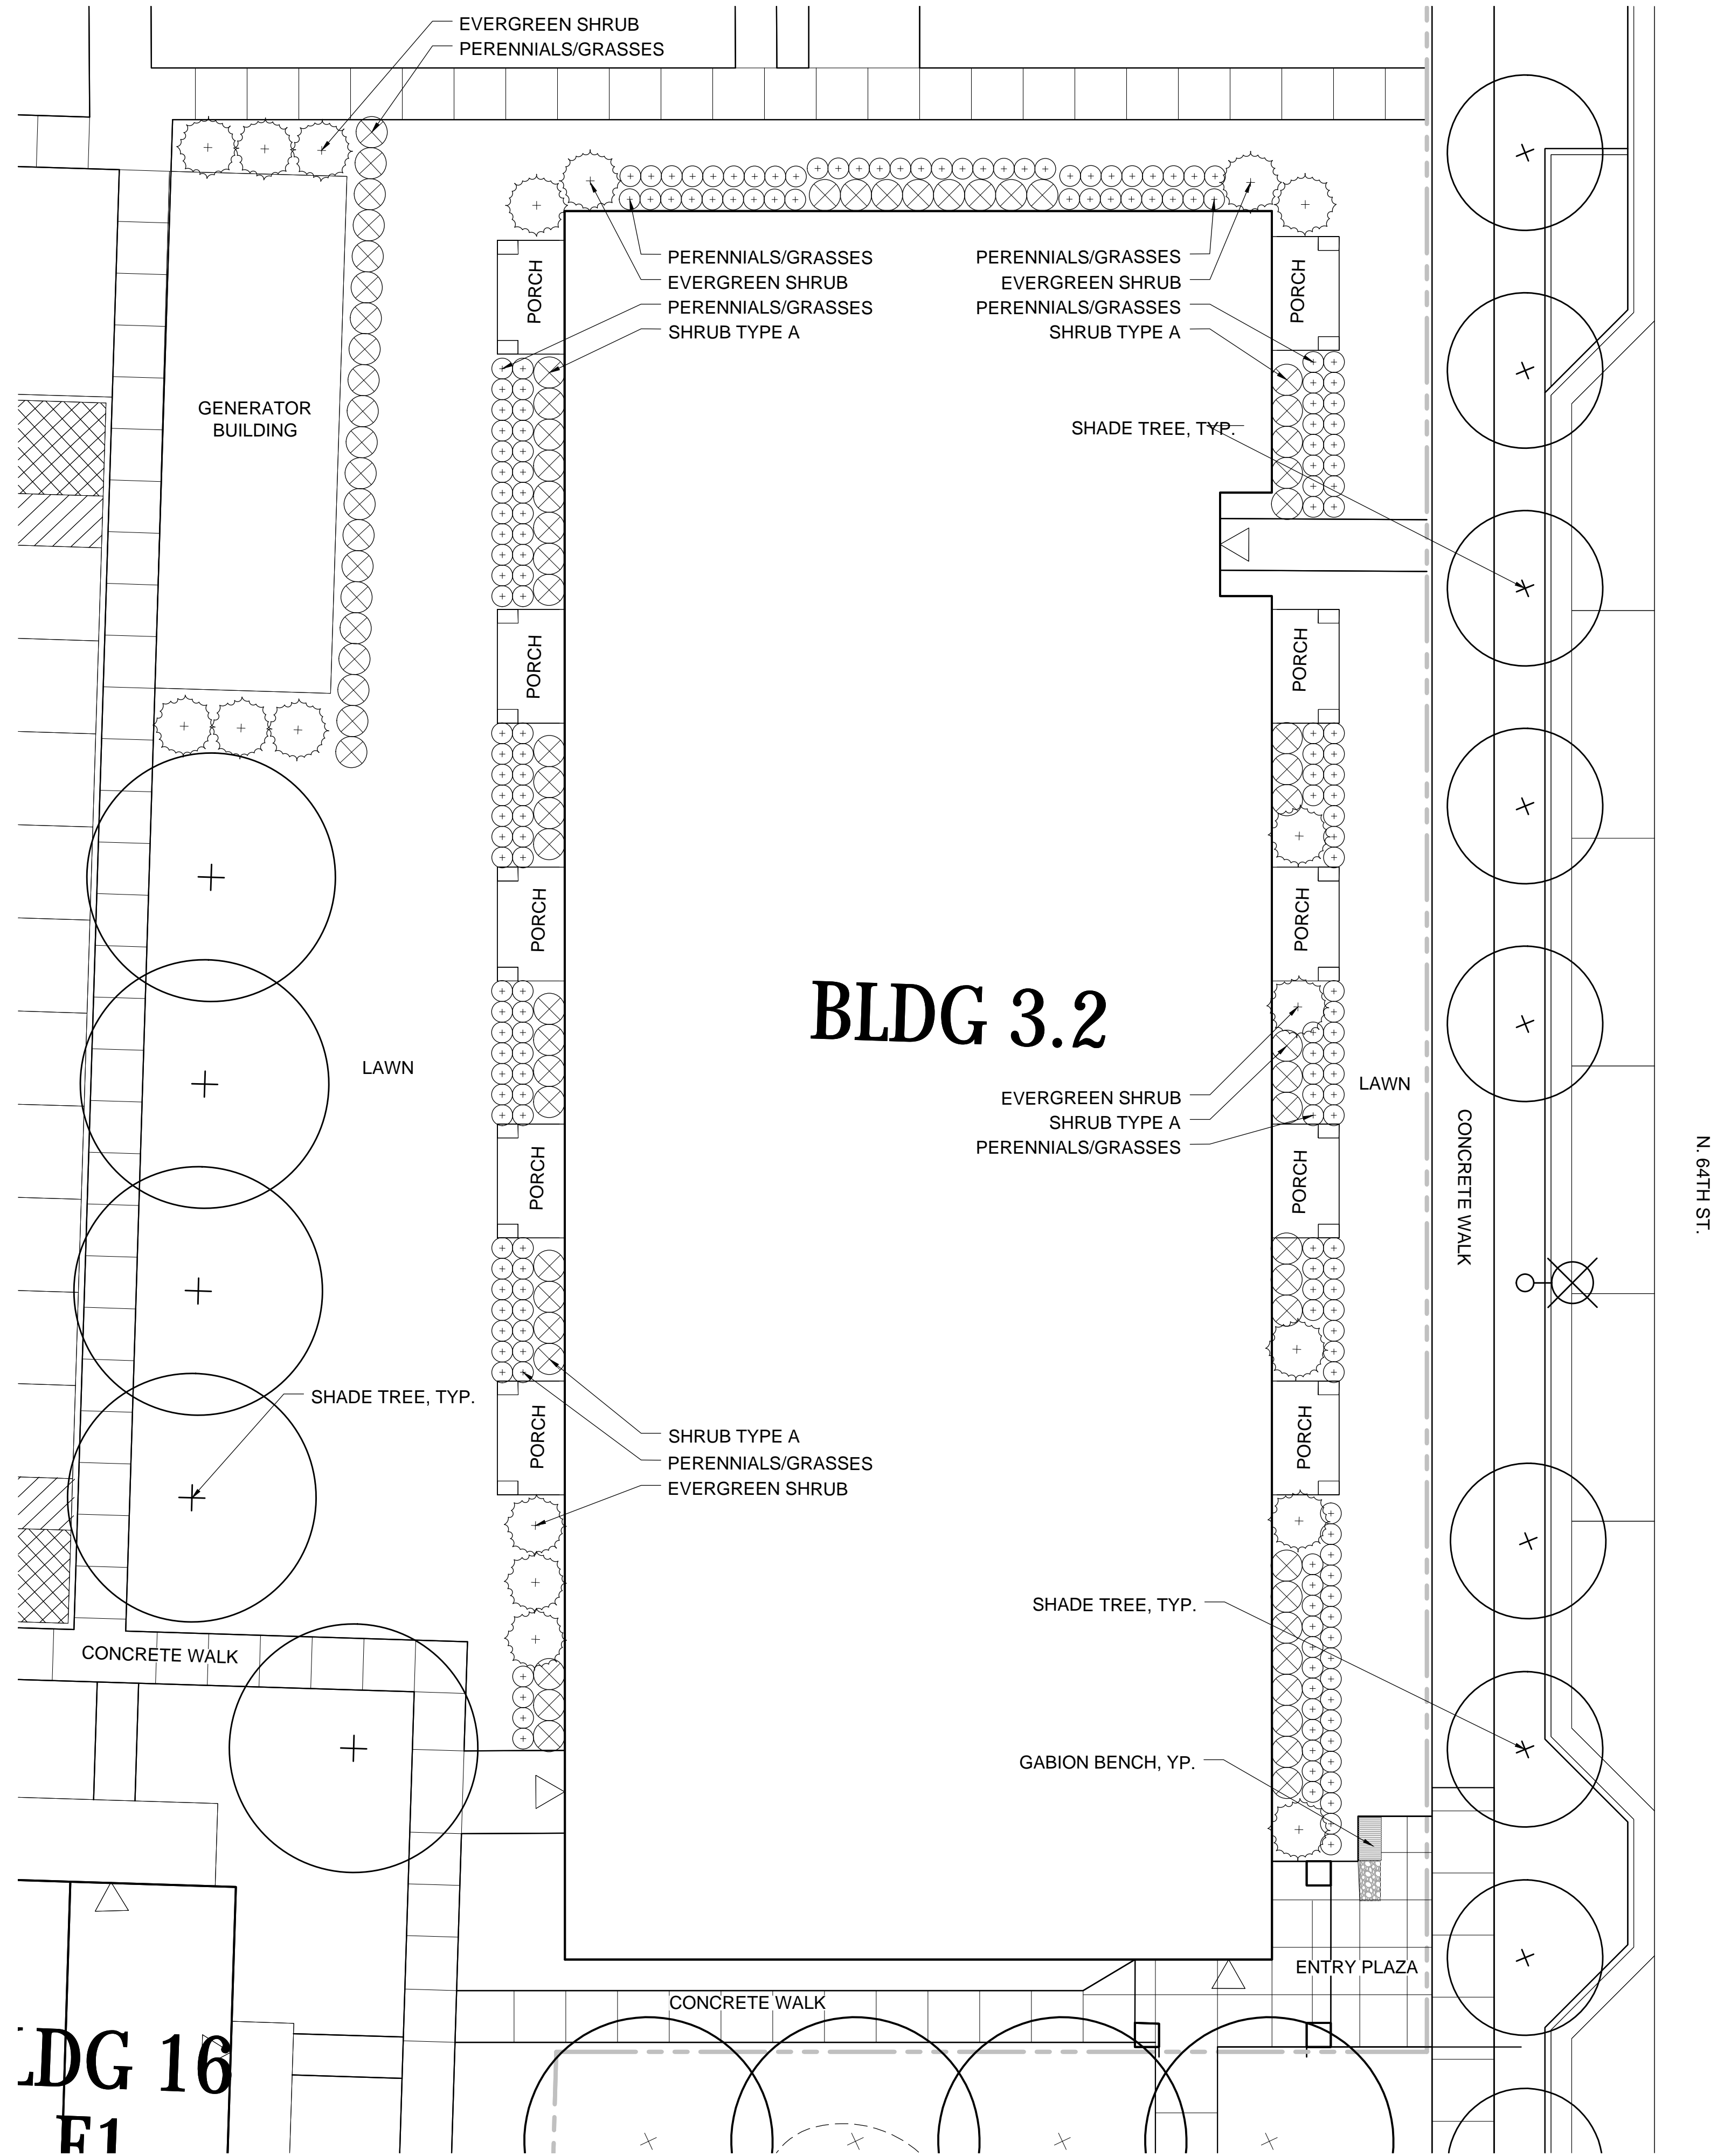 EVERGREEN SHRUB
PERENNIALS/GRASSES
PERENNIALS/GRASSES
EVERGREEN SHRUB
PERENNIALS/GRASSES
SHRUB TYPE A
PERENNIALS/GRASSES
EVERGREEN SHRUB
PERENNIALS/GRASSES
SHRUB TYPE A
PORCH
PORCH
GENERATOR
BUILDING
SHADE TREE, TYP.
PORCH
PORCH
PORCH
PORCH
BLDG 3.2
LAWN
LAWN
EVERGREEN SHRUB
SHRUB TYPE A
PERENNIALS/GRASSES
CONCRETE WALK
N. 64TH ST.
PORCH
PORCH
SHADE TREE, TYP.
SHRUB TYPE A
PERENNIALS/GRASSES
EVERGREEN SHRUB
PORCH
PORCH
SHADE TREE, TYP.
CONCRETE WALK
GABION BENCH, YP.
ENTRY PLAZA
CONCRETE WALK
LDG 16
F1